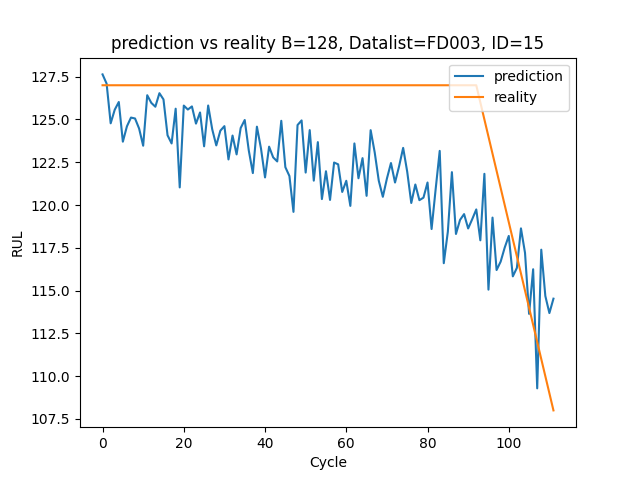 prediction vs reality B=128, Datalist=FD003, ID=15
prediction
reality
127.5
125.0
122.5
120.0
117.5
115.0
112.5
110.0
107.5
RUL
0 20 40 60 80 100
Cycle